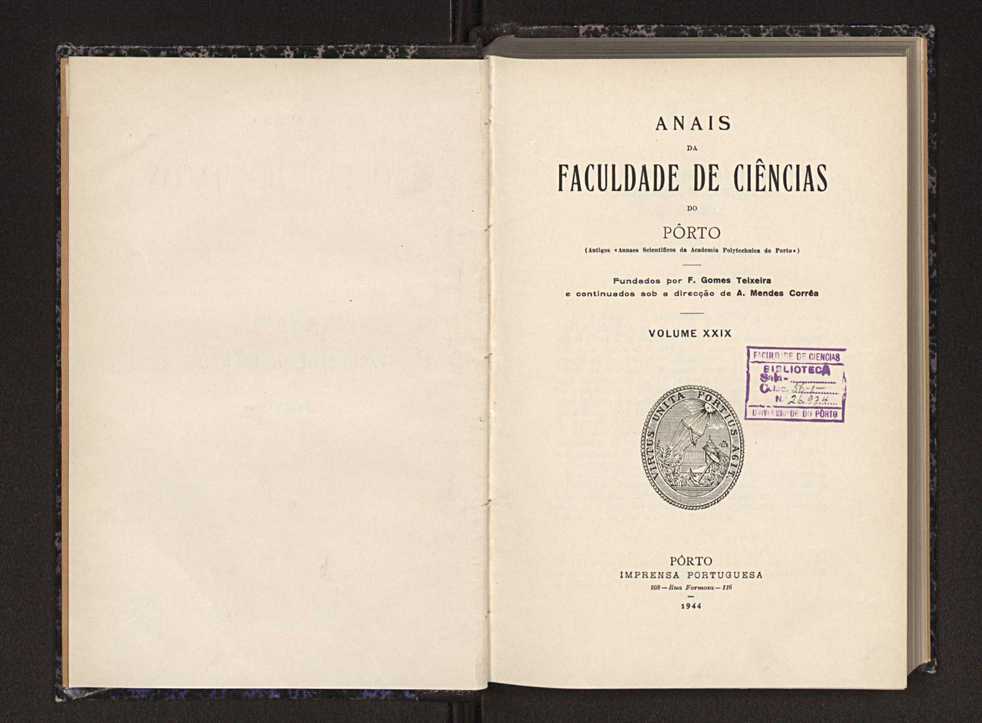 ANAIS
DA
FACULDADE DE CIÊNCIAS
DO
PÔRTO
(Antigos «Annaes Scientificos da Academia Polytechnica do Porto»)
Fundados por F. Gomes Teixeira
e continuados sob a direcção de A. Mendes Corrêa
VOLUME XXIX
FACULDADE DE CIENCIAS
BIBLIOTECA
Sala
N.
UNIVERSIDADE DO PÔRTO
VIRTUS UNITA FORTIUS AGIT
PÔRTO
IMPRENSA PORTUGUESA
108 — Rua Formosa — 116
1944